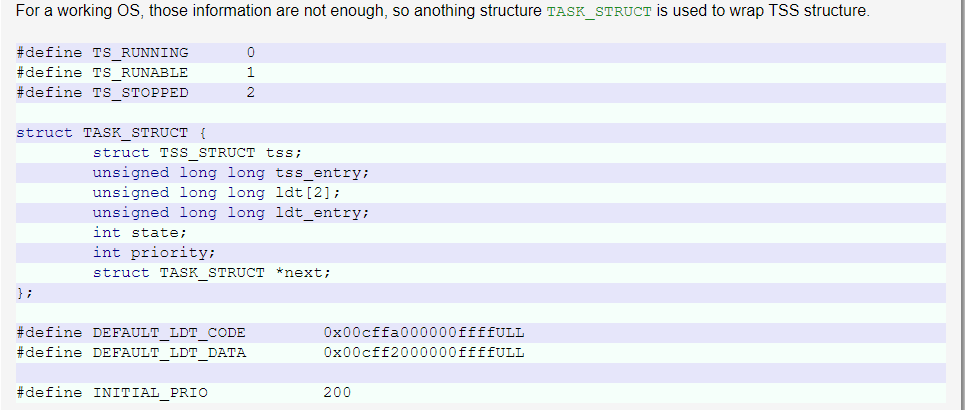 For a working OS, those information are not enough, so anothing structure TASK_STRUCT is used to wrap TSS structure.
#define TS_RUNNING 0
#define TS_RUNABLE 1
#define TS_STOPPED 2
struct TASK_STRUCT {
struct TSS_STRUCT tss;
unsigned long long tss_entry;
unsigned long long ldt[2];
unsigned long long ldt_entry;
int state;
int priority;
struct TASK_STRUCT *next;
};
#define DEFAULT_LDT_CODE 0x00cffa000000ffffULL
#define DEFAULT_LDT_DATA 0x00cff2000000ffffULL
#define INITIAL_PRIO 200